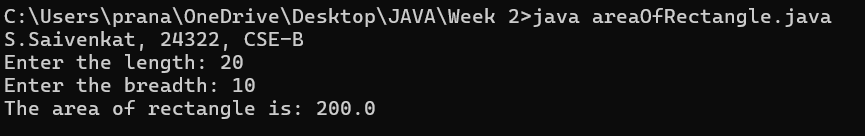 C:\Users\prana\OneDrive\Desktop\JAVA\Week 2>java areaOfRectangle.java
S.Saivenkat, 24322, CSE-B
Enter the length: 20
Enter the breadth: 10
The area of rectangle is: 200.0